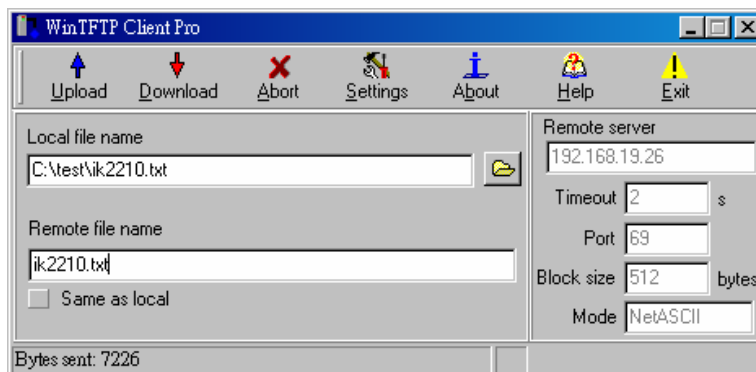 WinTFTP Client Pro
Upload Download Abort Settings About Help Exit
Local file name
C:\test\ik2210.txt
Remote file name
ik2210.txt
Same as local
Remote server
192.168.19.26
Timeout 2 s
Port 69
Block size 512 bytes
Mode NetASCII
Bytes sent: 7226